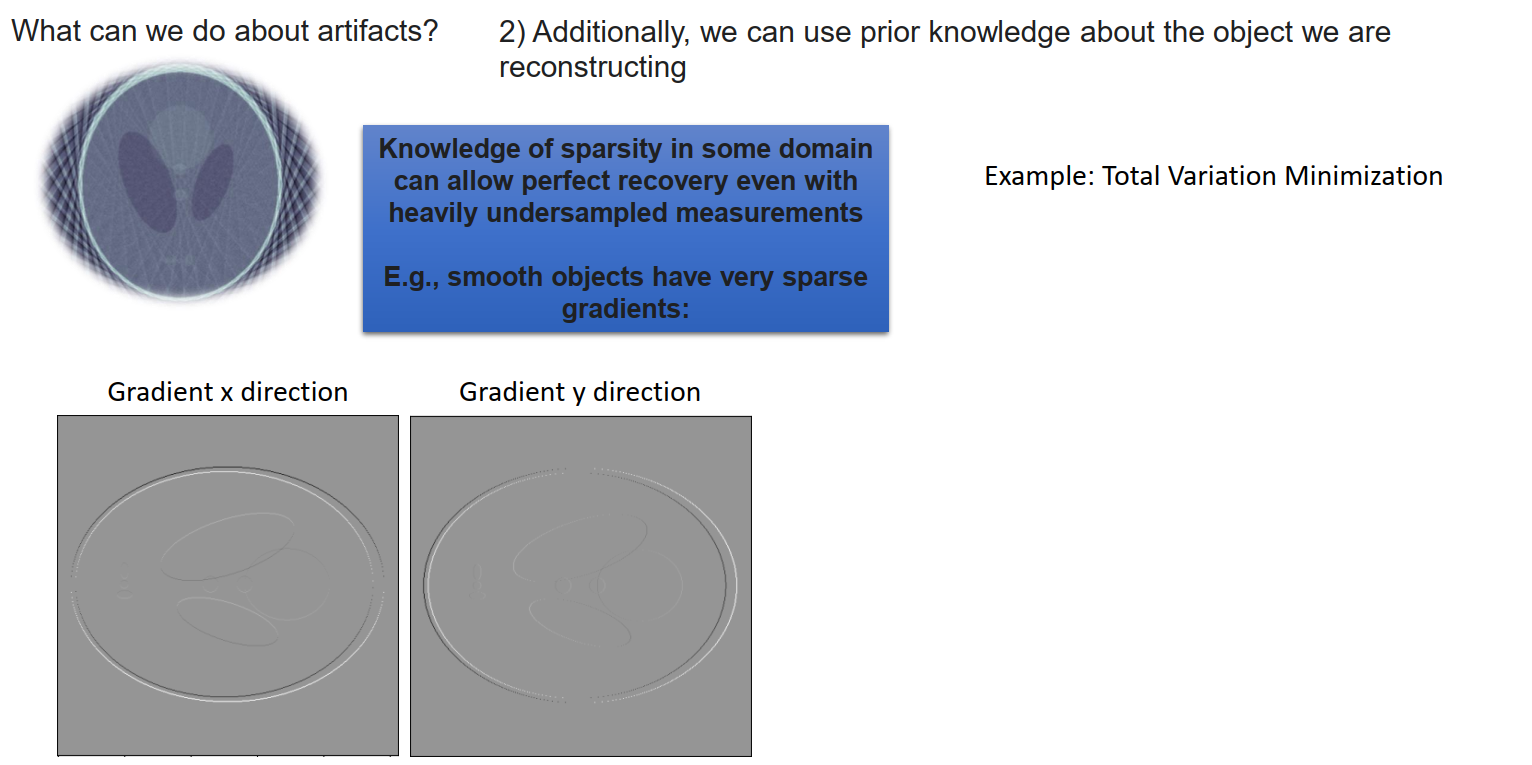 What can we do about artifacts?
2) Additionally, we can use prior knowledge about the object we are
reconstructing
Knowledge of sparsity in some domain
can allow perfect recovery even with
heavily undersampled measurements
E.g., smooth objects have very sparse
gradients:
Example: Total Variation Minimization
Gradient x direction
Gradient y direction